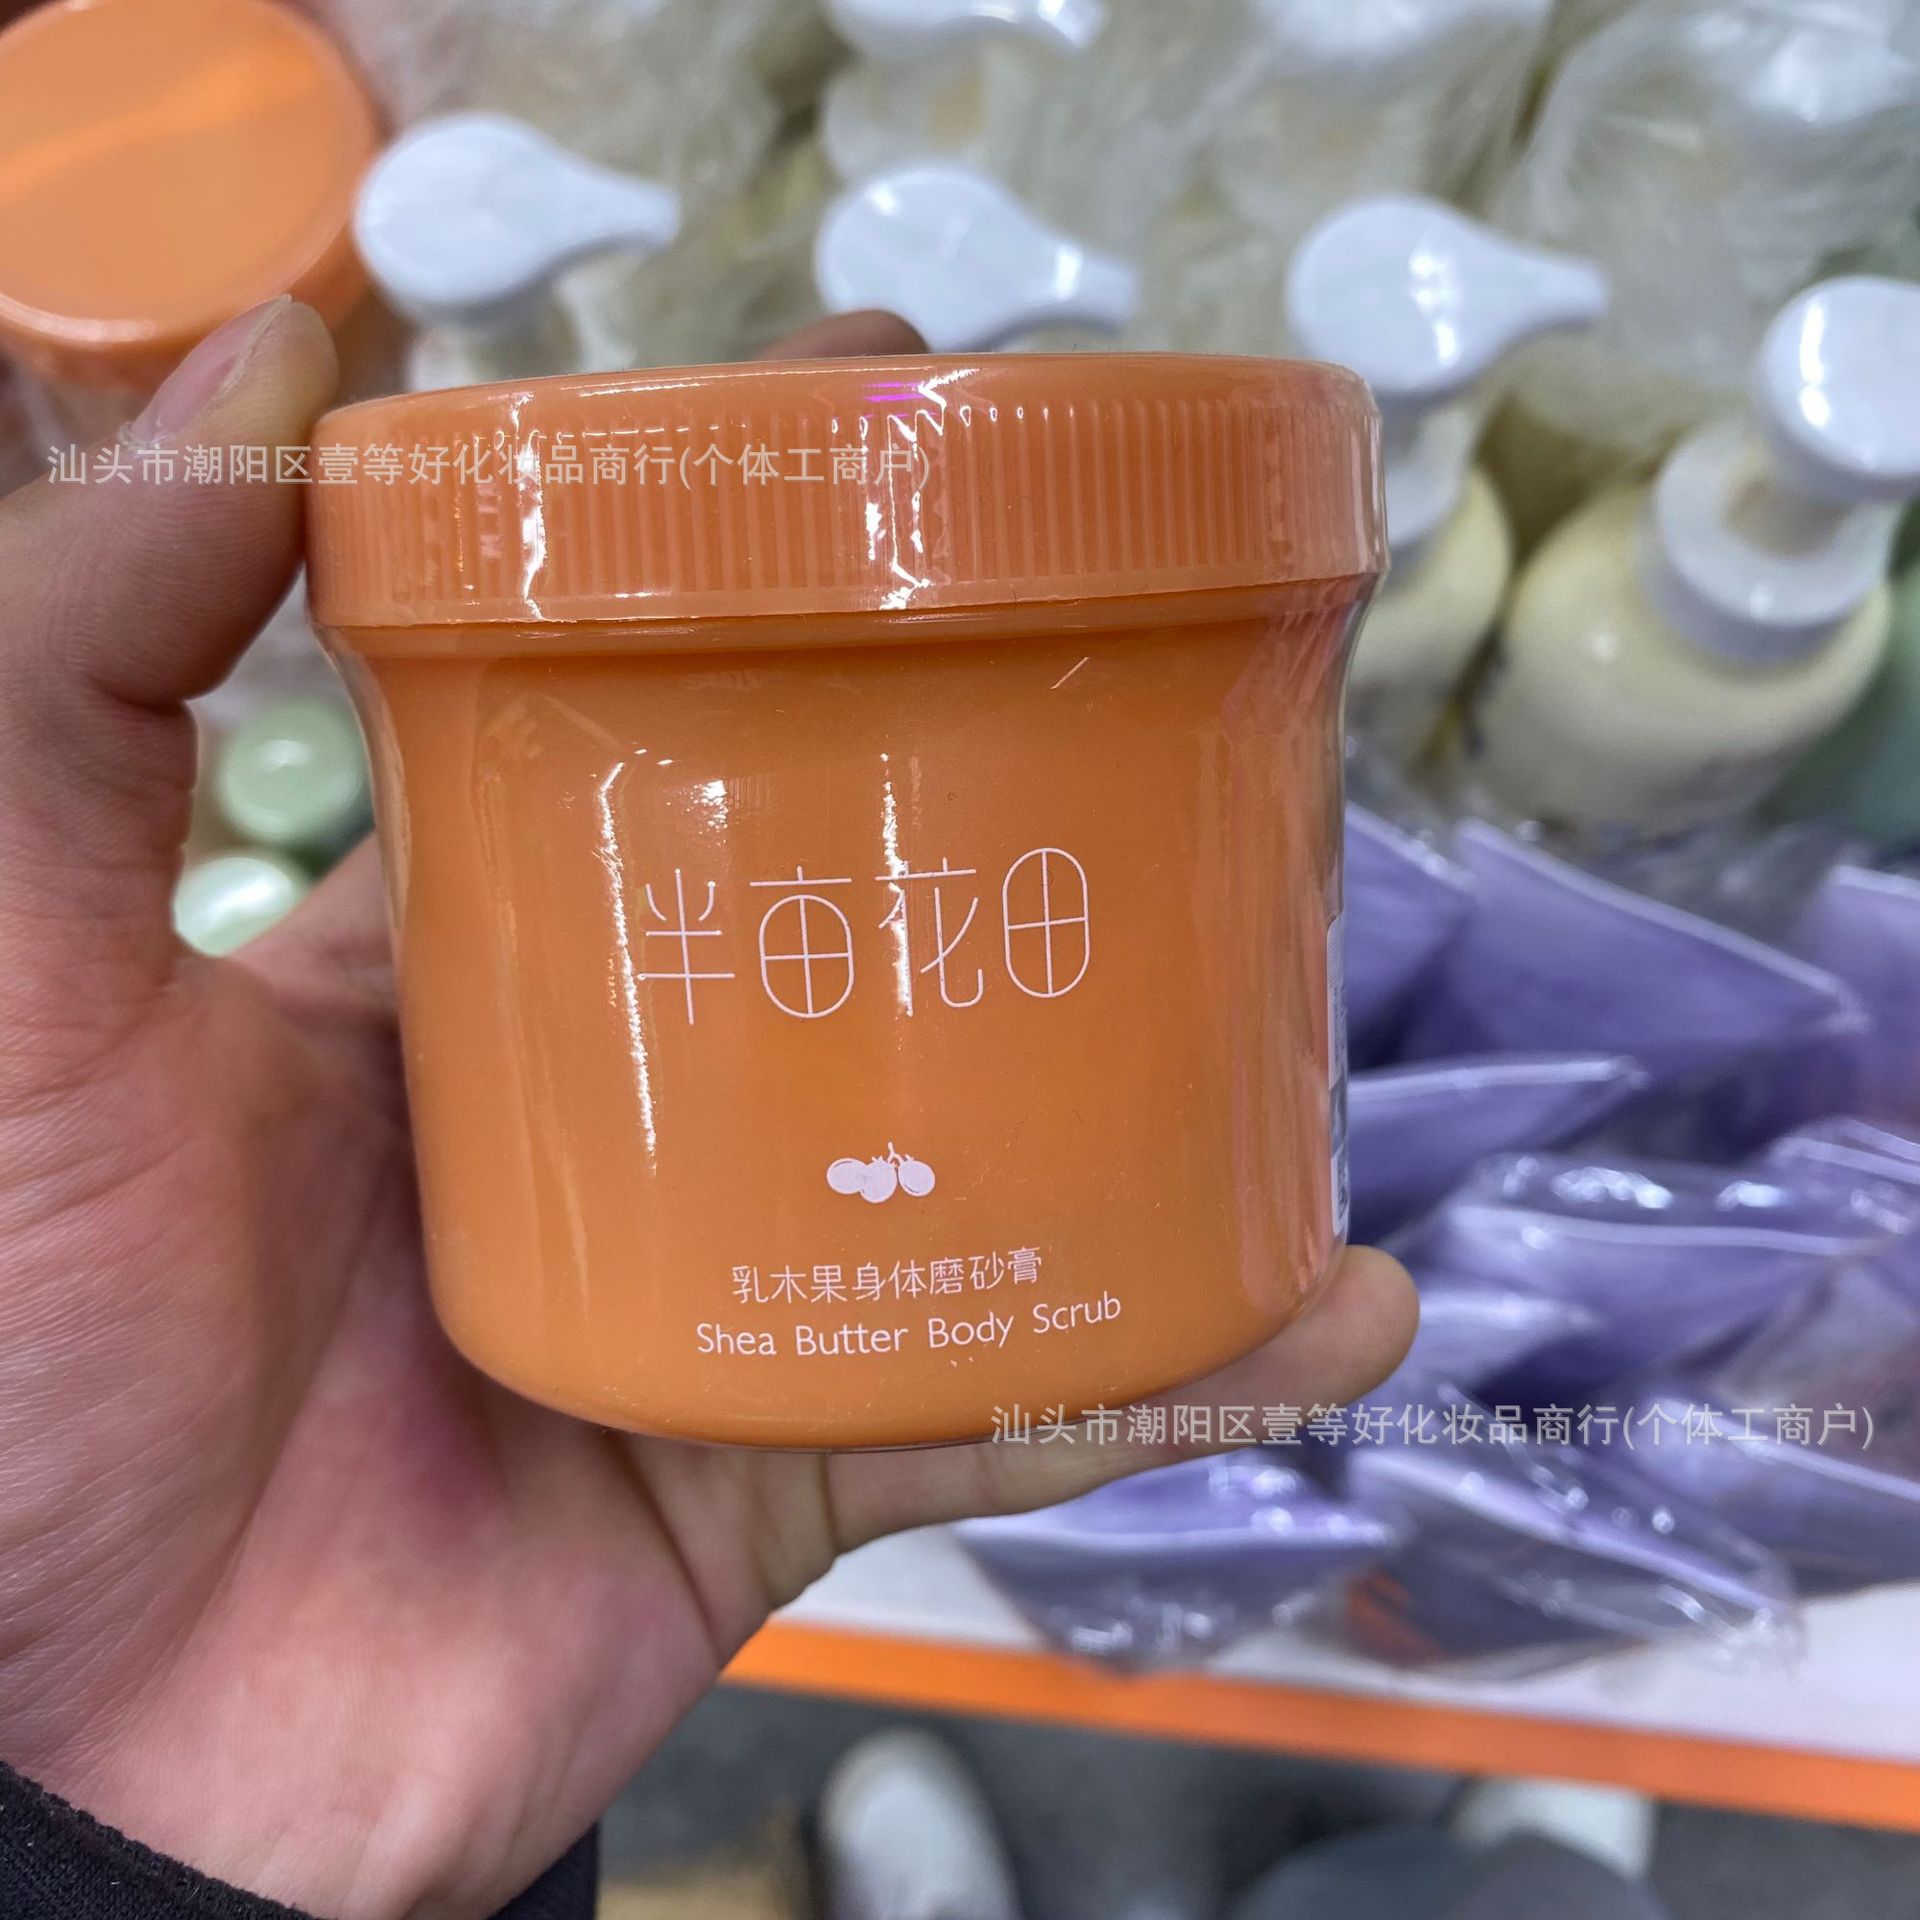 汕头市潮阳区壹等好化妆品商行(个体工商户)
半亩花田
乳木果身体磨砂膏
Shea Butter Body Scrub
汕头市潮阳区壹等好化妆品商行(个体工商户)